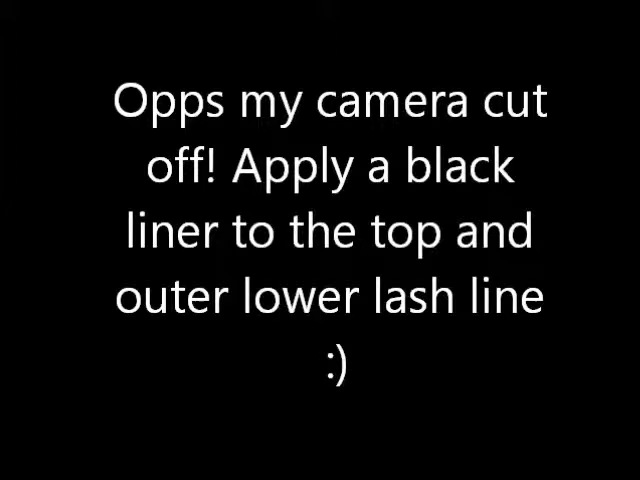 Opps my camera cut
off! Apply a black
liner to the top and
outer lower lash line
:)